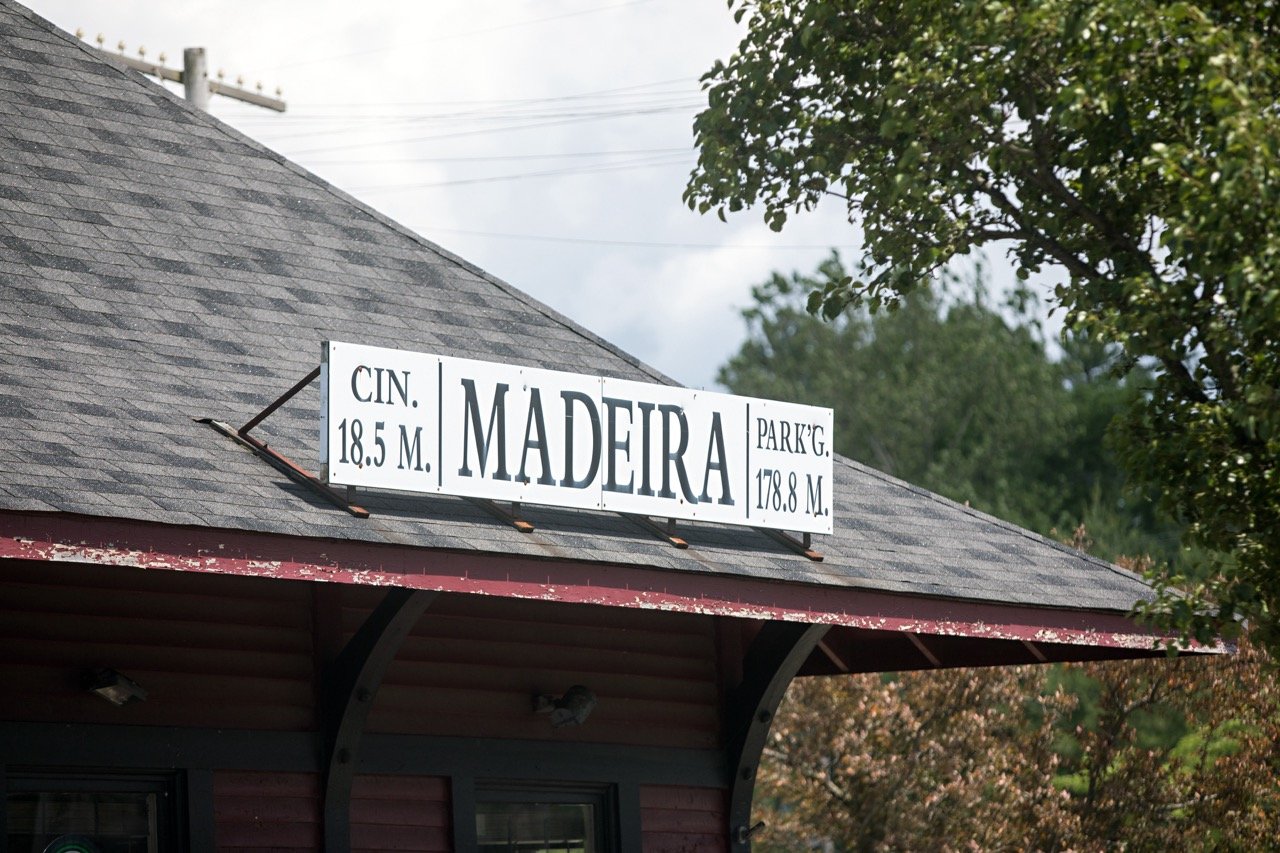 CIN.
18.5 M.
MADEIRA
PARK'G.
178.8 M.